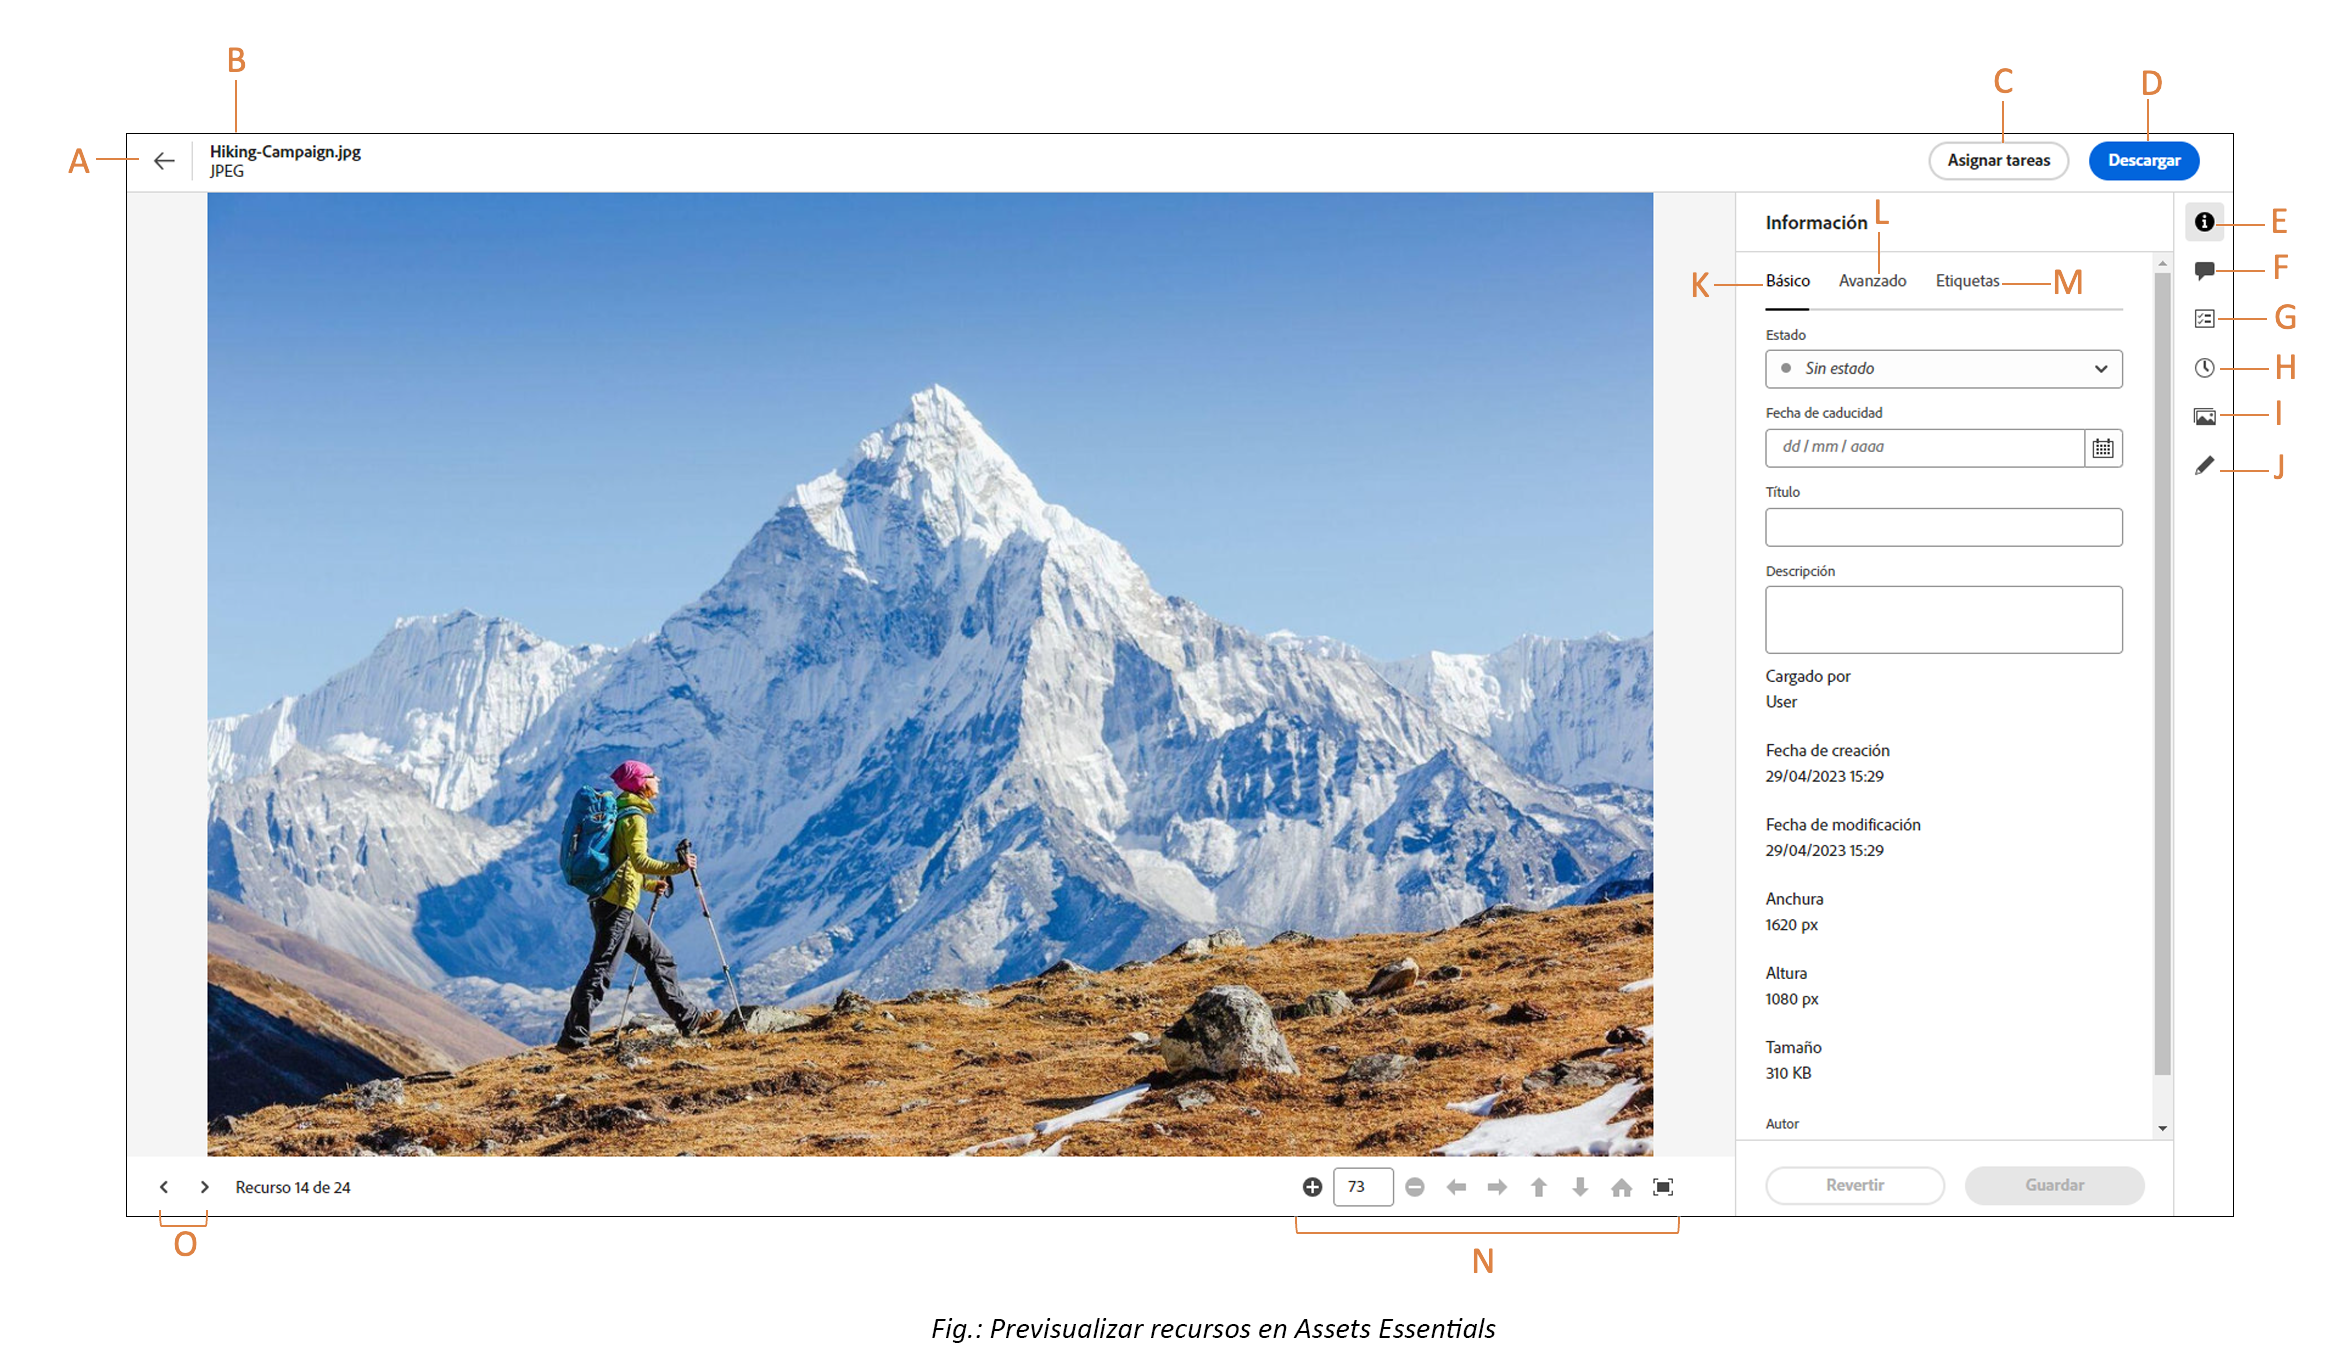 B
C
D
A
Hiking-Campaign.jpg
JPEG
Asignar tareas
Descargar
Información
L
E
K
Básico
Avanzado
Etiquetas
M
F
Estado
G
Sin estado
H
Fecha de caducidad
I
dd / mm / aaaa
J
Título
Descripción
Cargado por
User
Fecha de creación
29/04/2023 15:29
Fecha de modificación
29/04/2023 15:29
Anchura
1620 px
Altura
1080 px
Tamaño
310 KB
Autor
Recurso 14 de 24
73
Revertir
Guardar
O
N
Fig.: Previsualizar recursos en Assets Essentials